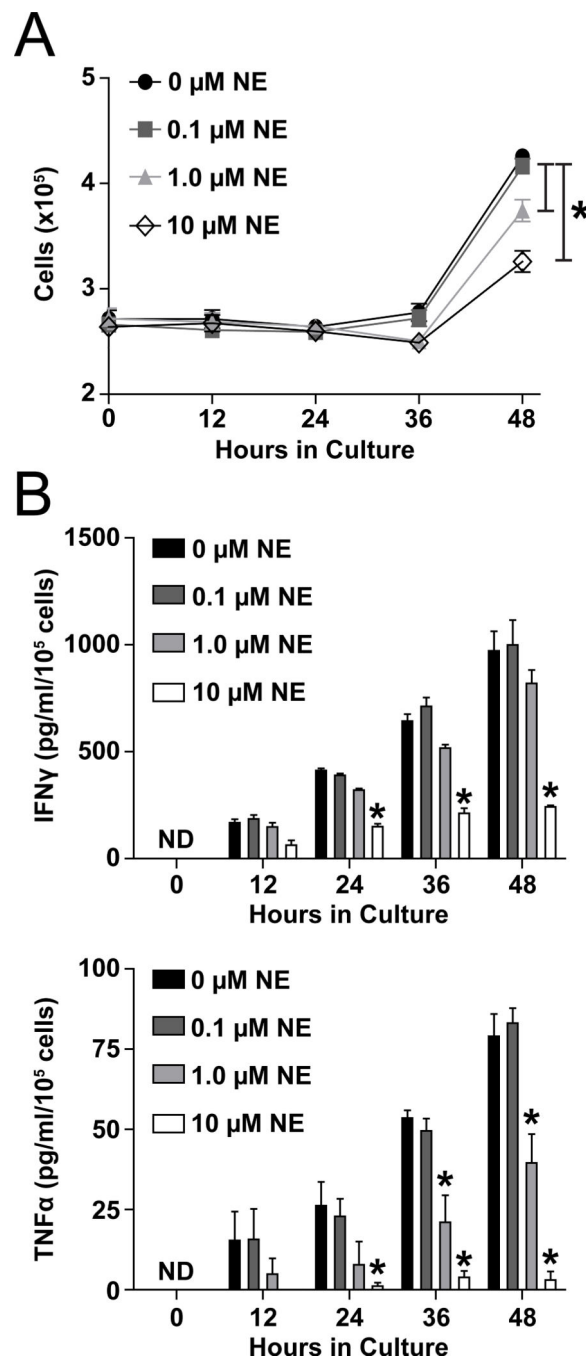 A
5
4
3
2
Cells (x10⁵)
0 µM NE
0.1 µM NE
1.0 µM NE
10 µM NE
*
0 12 24 36 48
Hours in Culture
B
1500
1000
500
0
IFNγ (pg/ml/10⁵ cells)
0 µM NE
0.1 µM NE
1.0 µM NE
10 µM NE
ND
* * *
0 12 24 36 48
Hours in Culture
100
75
50
25
0
TNFα (pg/ml/10⁵ cells)
0 µM NE
0.1 µM NE
1.0 µM NE
10 µM NE
ND
* * * * *
0 12 24 36 48
Hours in Culture